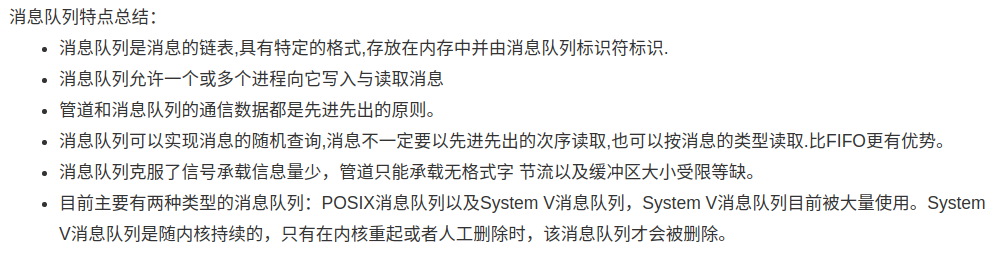 消息队列特点总结：
消息队列是消息的链表,具有特定的格式,存放在内存中并由消息队列标识符标识.
消息队列允许一个或多个进程向它写入与读取消息
管道和消息队列的通信数据都是先进先出的原则。
消息队列可以实现消息的随机查询,消息不一定要以先进先出的次序读取,也可以按消息的类型读取.比FIFO更有优势。
消息队列克服了信号承载信息量少，管道只能承载无格式字 节流以及缓冲区大小受限等缺。
目前主要有两种类型的消息队列：POSIX消息队列以及System V消息队列，System V消息队列目前被大量使用。System
V消息队列是随内核持续的，只有在内核重起或者人工删除时，该消息队列才会被删除。